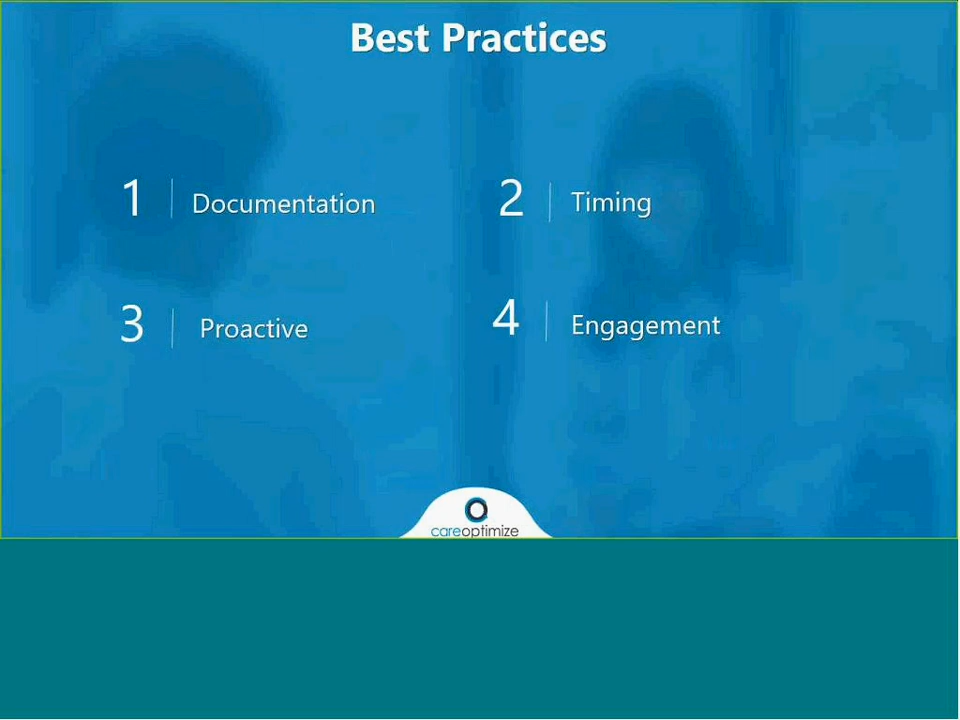 Best Practices
1 Documentation
2 Timing
3 Proactive
4 Engagement
careoptimize